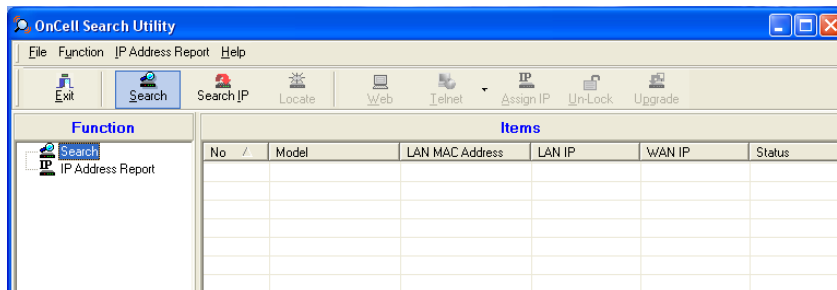 OnCell Search Utility
File Function IP Address Report Help
Exit Search Search IP Locate Web Telnet Assign IP Un-Lock Upgrade
Function Items
Search
IP IP Address Report
No Model LAN MAC Address LAN IP WAN IP Status